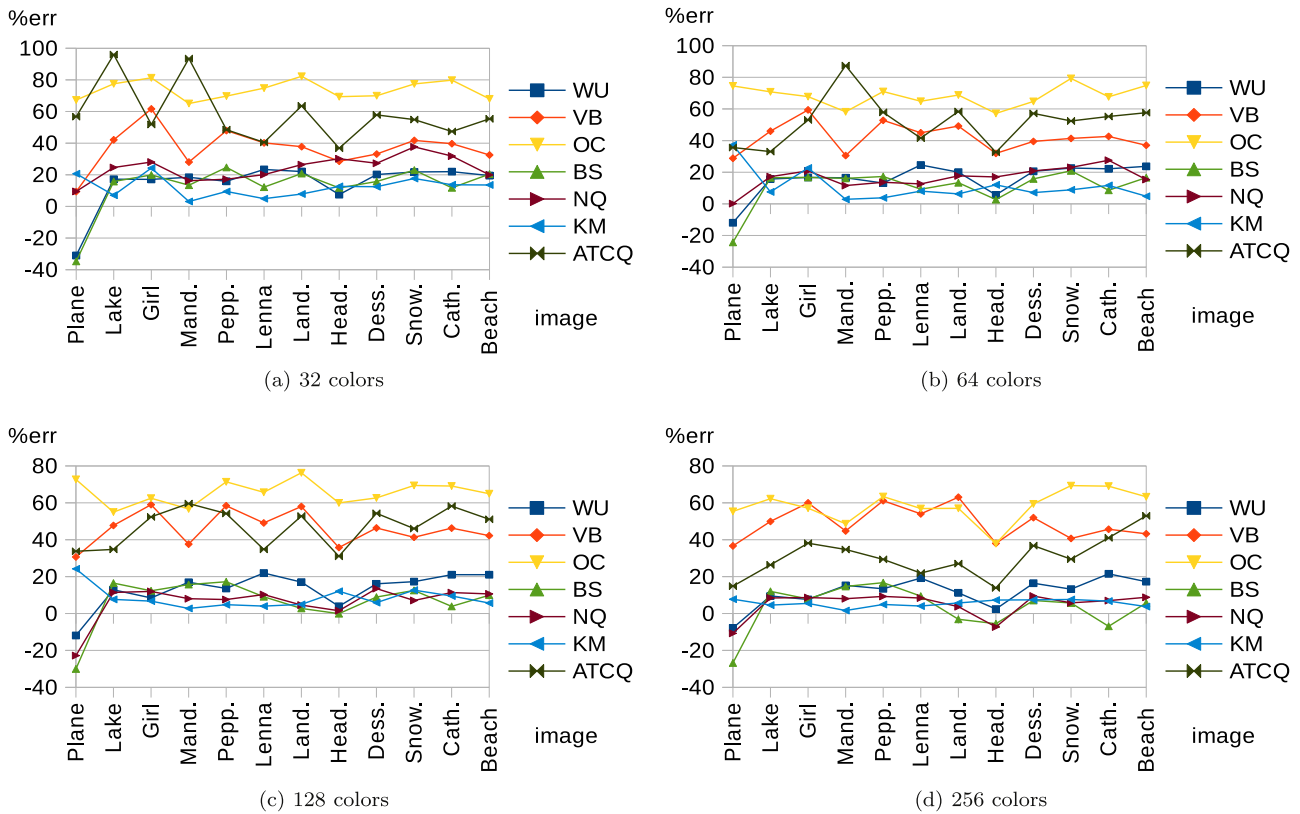 %err
100
80
60
40
20
0
-20
-40
Plane
Lake
Girl
Mand.
Pepp.
Lenna
Land.
Head.
Dess.
Snow.
Cath.
Beach
WU
VB
OC
BS
NQ
KM
ATCQ
image
(a) 32 colors
%err
100
80
60
40
20
0
-20
-40
Plane
Lake
Girl
Mand.
Pepp.
Lenna
Land.
Head.
Dess.
Snow.
Cath.
Beach
WU
VB
OC
BS
NQ
KM
ATCQ
image
(b) 64 colors
%err
80
60
40
20
0
-20
-40
Plane
Lake
Girl
Mand.
Pepp.
Lenna
Land.
Head.
Dess.
Snow.
Cath.
Beach
WU
VB
OC
BS
NQ
KM
ATCQ
image
(c) 128 colors
%err
80
60
40
20
0
-20
-40
Plane
Lake
Girl
Mand.
Pepp.
Lenna
Land.
Head.
Dess.
Snow.
Cath.
Beach
WU
VB
OC
BS
NQ
KM
ATCQ
image
(d) 256 colors